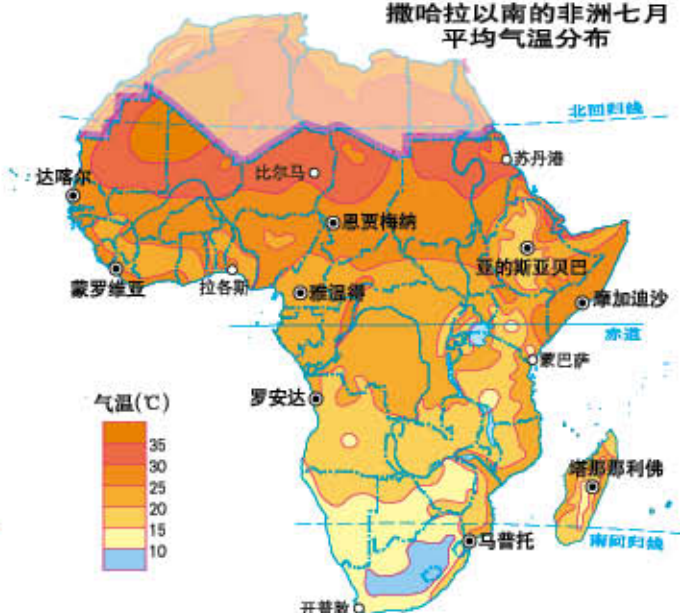 撒哈拉以南的非洲七月
平均气温分布
北回归线
苏丹港
比尔马
达喀尔
恩贾梅纳
亚的斯亚贝巴
蒙罗维亚
拉各斯
雅温得
摩加迪沙
赤道
蒙巴萨
罗安达
气温(℃)
35
30
25
20
15
10
塔那那利佛
马普托
南回归线
开普敦